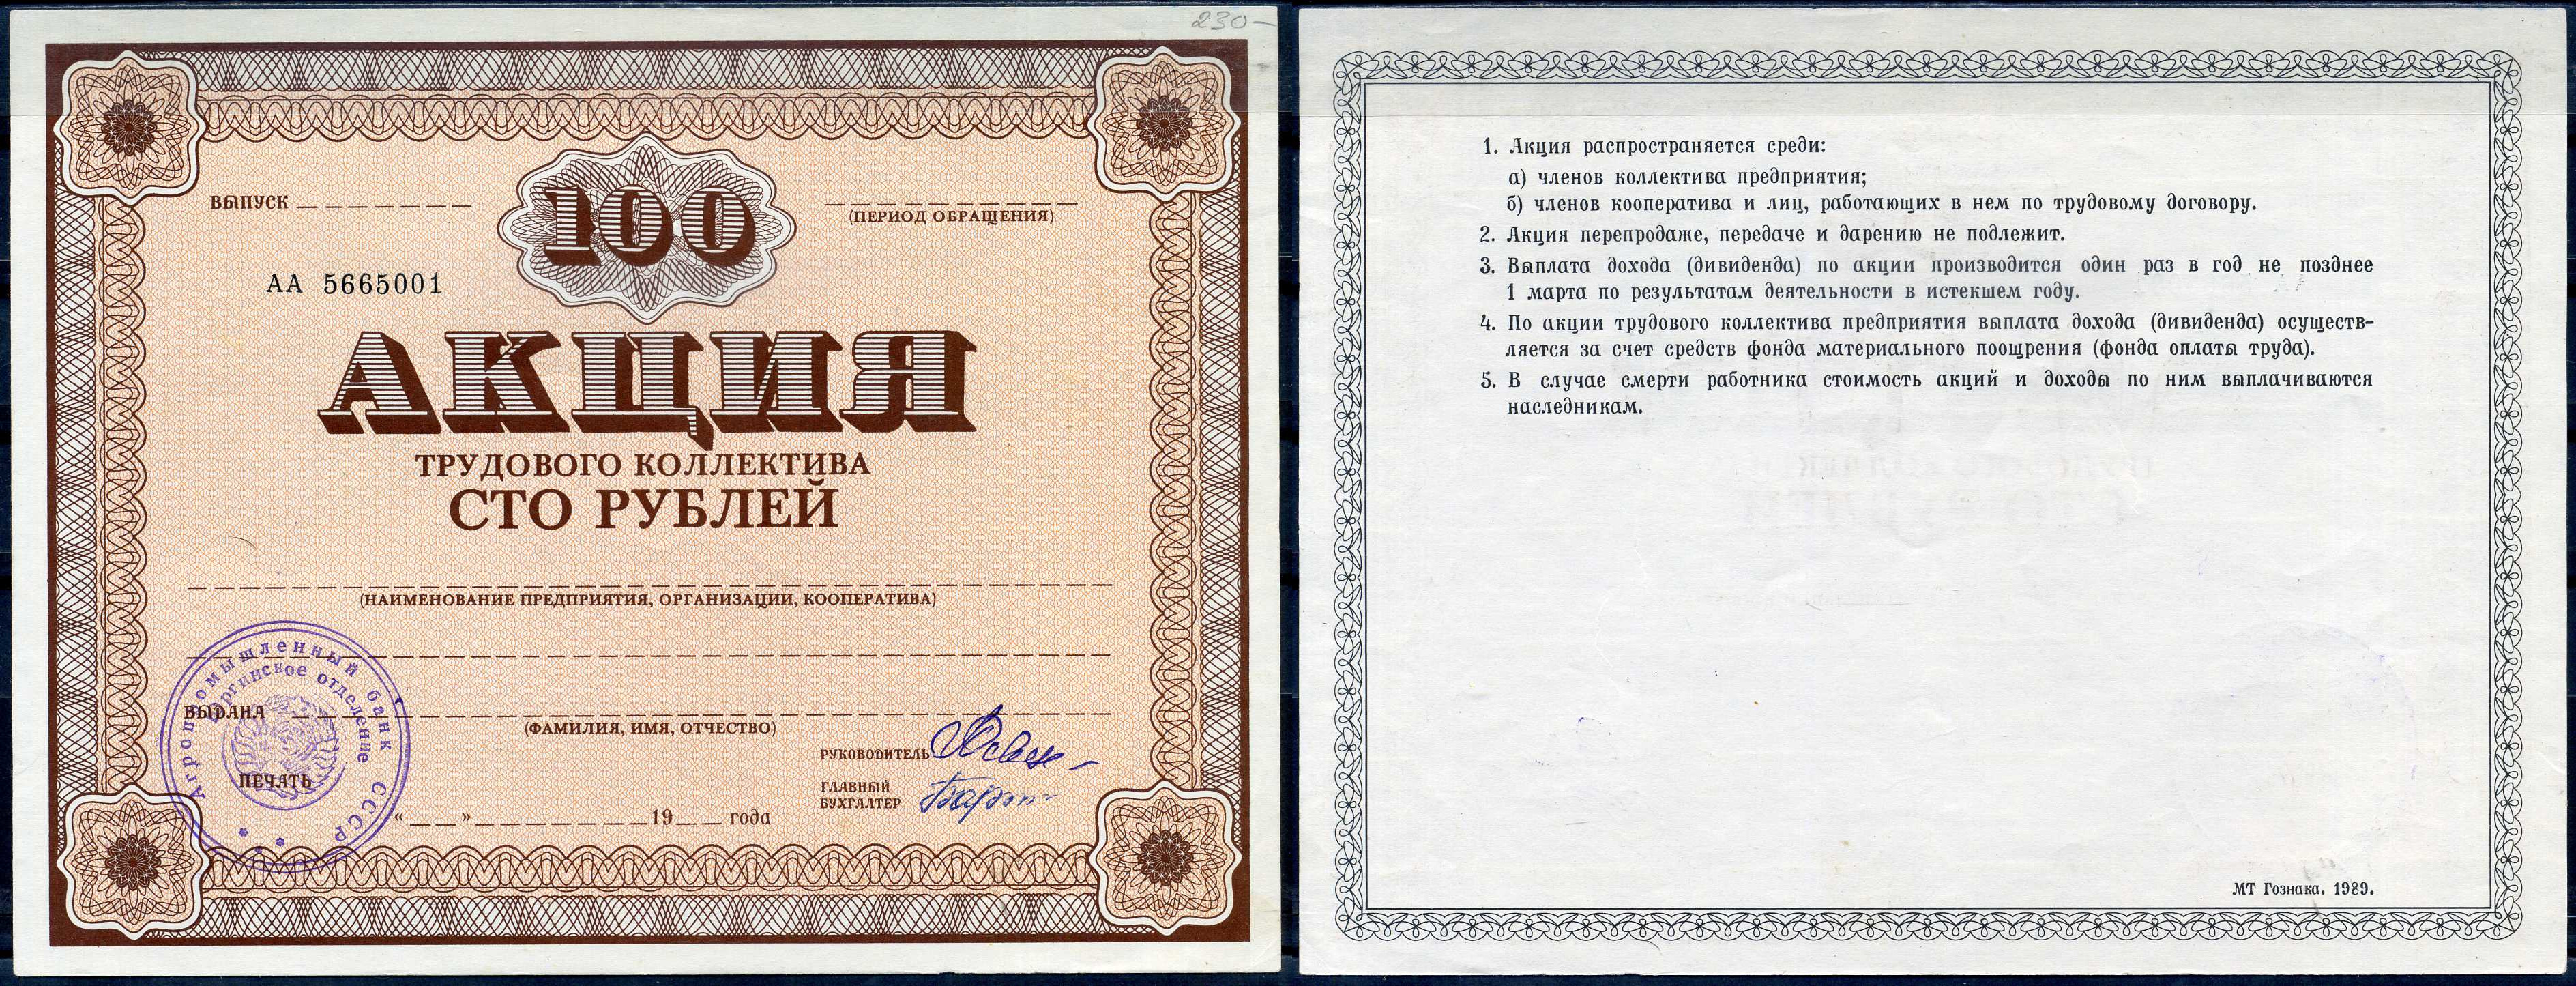 230-
ВЫПУСК
100
(ПЕРИОД ОБРАЩЕНИЯ)
АА 5665001
АКЦИЯ
ТРУДОВОГО КОЛЛЕКТИВА
СТО РУБЛЕЙ
(НАИМЕНОВАНИЕ ПРЕДПРИЯТИЯ, ОРГАНИЗАЦИИ, КООПЕРАТИВА)
Агропромышленный банк СССР
отделение
ВЫДАНА
(ФАМИЛИЯ, ИМЯ, ОТЧЕСТВО)
РУКОВОДИТЕЛЬ
ПЕЧАТЬ
ГЛАВНЫЙ
БУХГАЛТЕР
«__»________19___ года
1. Акция распространяется среди:
а) членов коллектива предприятия;
б) членов кооператива и лиц, работающих в нем по трудовому договору.
2. Акция перепродаже, передаче и дарению не подлежит.
3. Выплата дохода (дивиденда) по акции производится один раз в год не позднее
1 марта по результатам деятельности в истекшем году.
4. По акции трудового коллектива предприятия выплата дохода (дивиденда) осуществ-
ляется за счет средств фонда материального поощрения (фонда оплаты труда).
5. В случае смерти работника стоимость акций и доходы по ним выплачиваются
наследникам.
МТ Гознака. 1989.